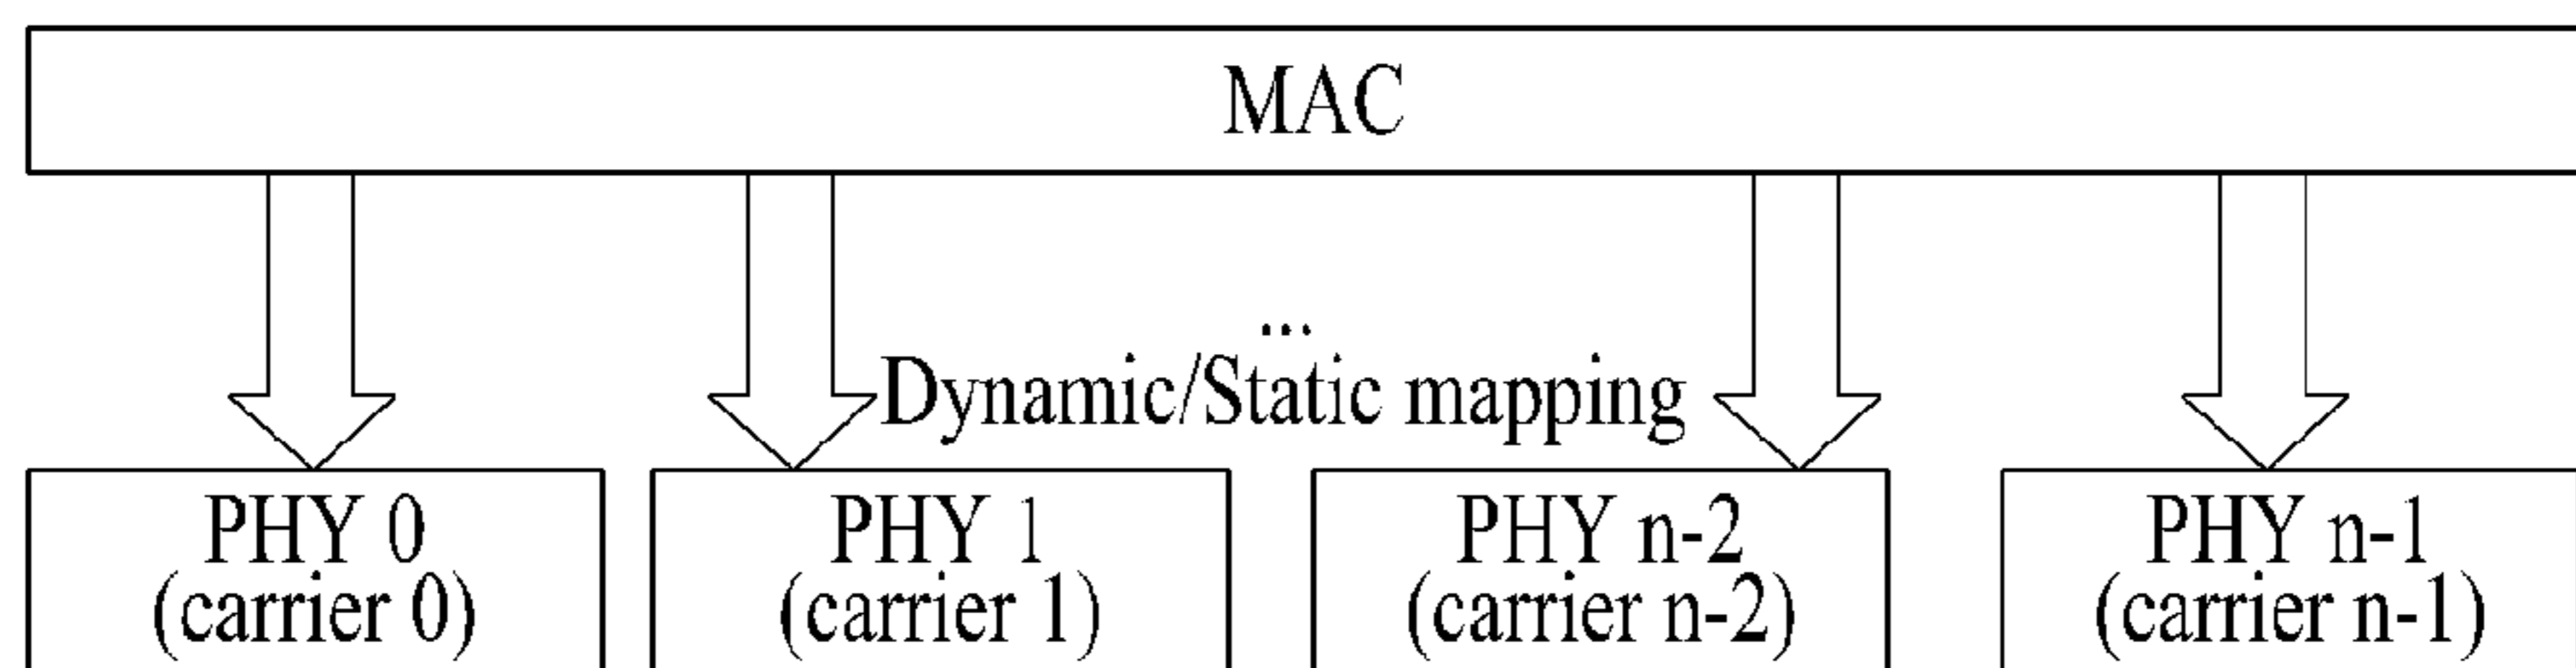 MAC
...
Dynamic/Static mapping
PHY 0
(carrier 0)
PHY 1
(carrier 1)
PHY n-2
(carrier n-2)
PHY n-1
(carrier n-1)